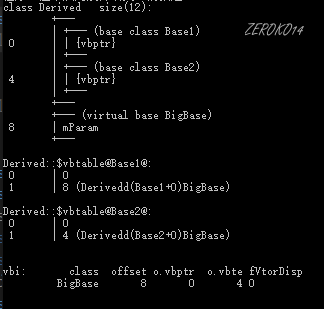 class Derived size(12):
+---
| +--- (base class Base1)
0 | | {vbptr}
| +---
| +--- (base class Base2)
4 | | {vbptr}
| +---
+---
+--- (virtual base BigBase)
8 | mParam
+---
Derived::$vbtable@Base1@:
0 | 0
1 | 8 (Derivedd(Base1+0)BigBase)
Derived::$vbtable@Base2@:
0 | 0
1 | 4 (Derivedd(Base2+0)BigBase)
vbi: class offset o.vbptr o.vbte fVtorDisp
BigBase 8 0 4 0
ZEROKO14